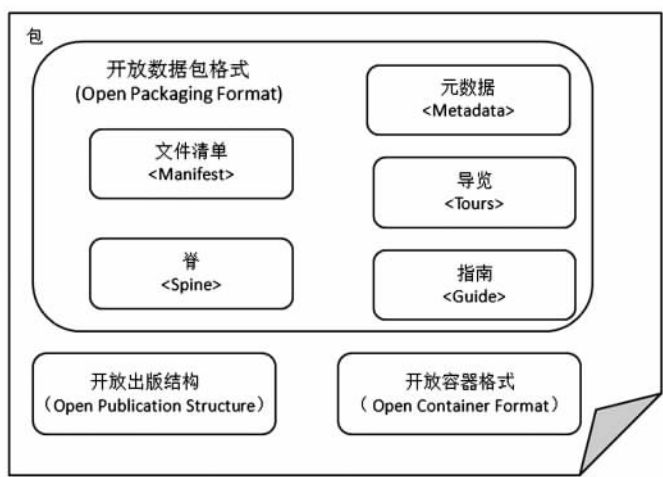 包
开放数据包格式
(Open Packaging Format)
元数据
<Metadata>
文件清单
<Manifest>
导览
<Tours>
脊
<Spine>
指南
<Guide>
开放出版结构
（Open Publication Structure）
开放容器格式
（ Open Container Format）